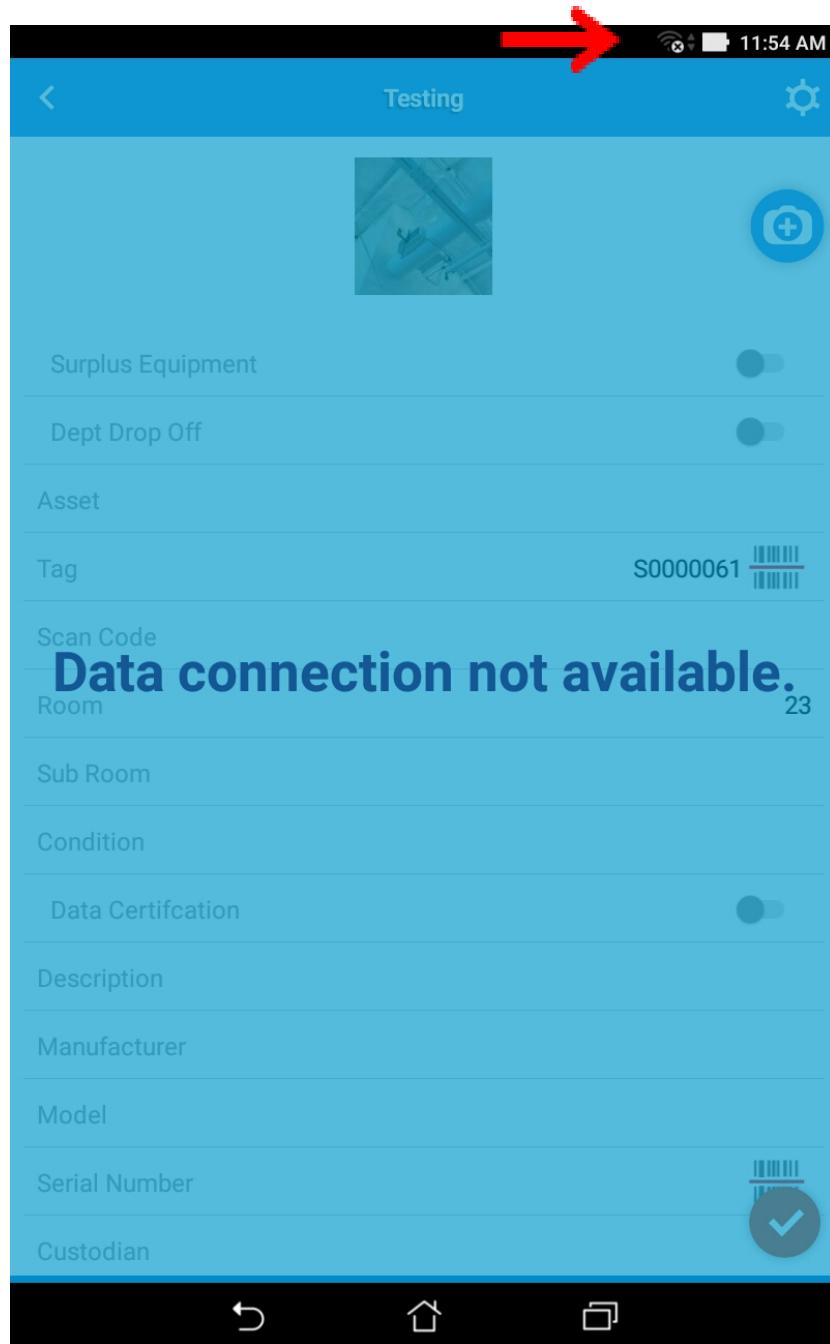 11:54 AM
Testing
Surplus Equipment
Dept Drop Off
Asset
Tag S0000061
Scan Code
Data connection not available.
Room 23
Sub Room
Condition
Data Certifcation
Description
Manufacturer
Model
Serial Number
Custodian